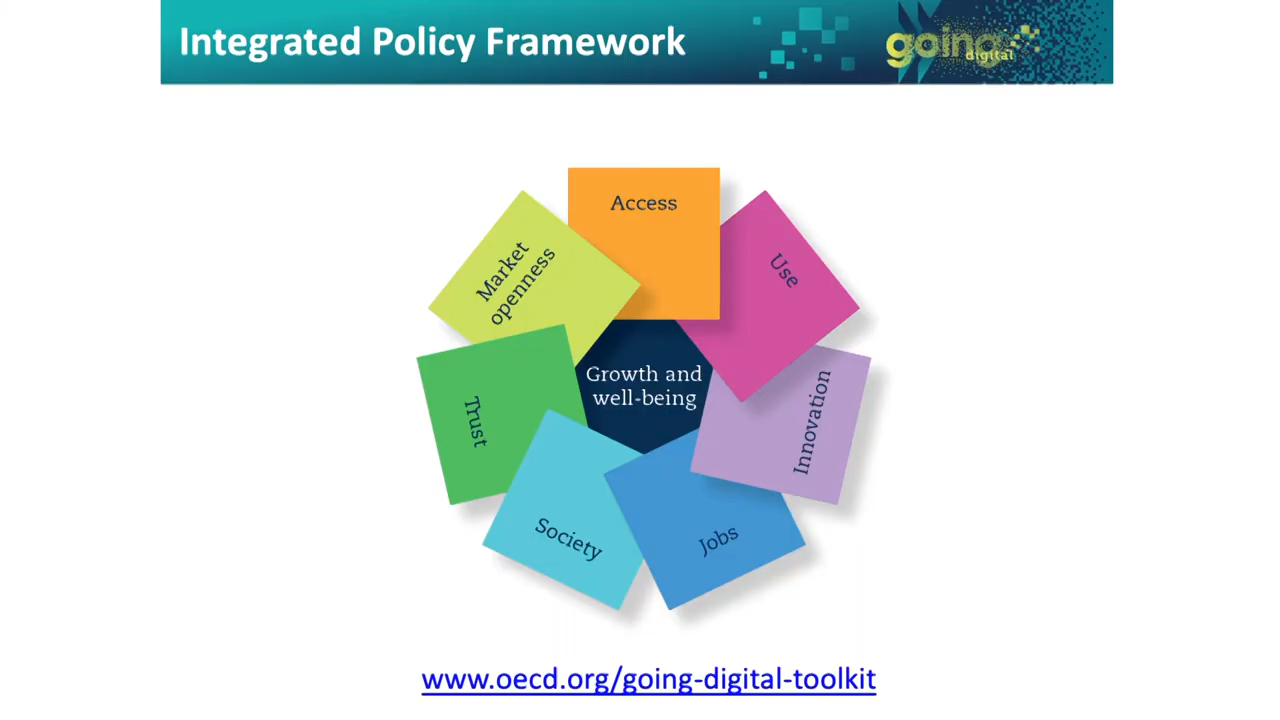 Integrated Policy Framework
going
digital
Access
Use
Innovation
Jobs
Society
Trust
Market
openness
Growth and
well-being
www.oecd.org/going-digital-toolkit